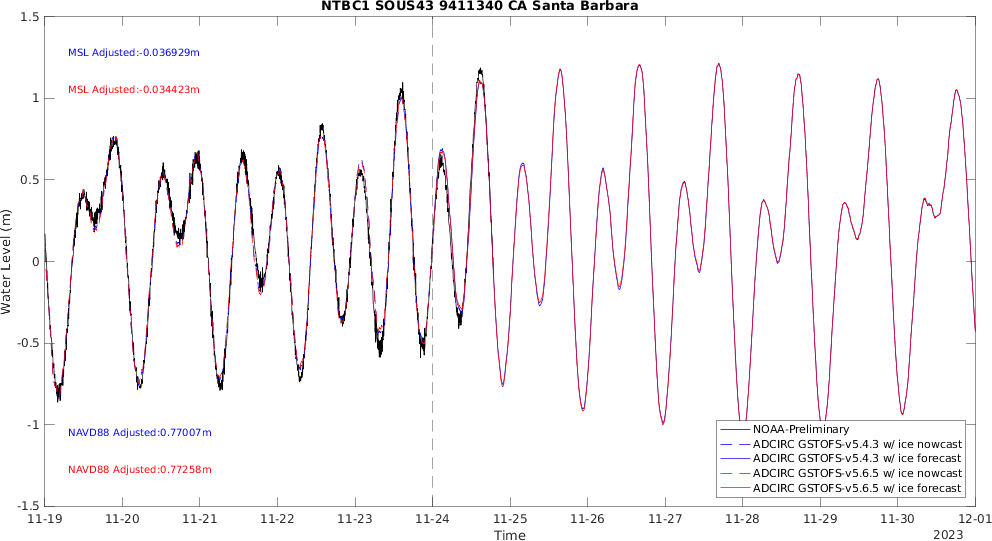 NTBC1 SOUS43 9411340 CA Santa Barbara
1.5
MSL Adjusted:-0.036929m
MSL Adjusted:-0.034423m
1
0.5
0
-0.5
-1
-1.5
Water Level (m)
NAVD88 Adjusted:0.77007m
NAVD88 Adjusted:0.77258m
NOAA-Preliminary
ADCIRC GSTOFS-v5.4.3 w/ ice nowcast
ADCIRC GSTOFS-v5.4.3 w/ ice forecast
ADCIRC GSTOFS-v5.6.5 w/ ice nowcast
ADCIRC GSTOFS-v5.6.5 w/ ice forecast
11-19 11-20 11-21 11-22 11-23 11-24 11-25 11-26 11-27 11-28 11-29 11-30 12-01
Time
2023